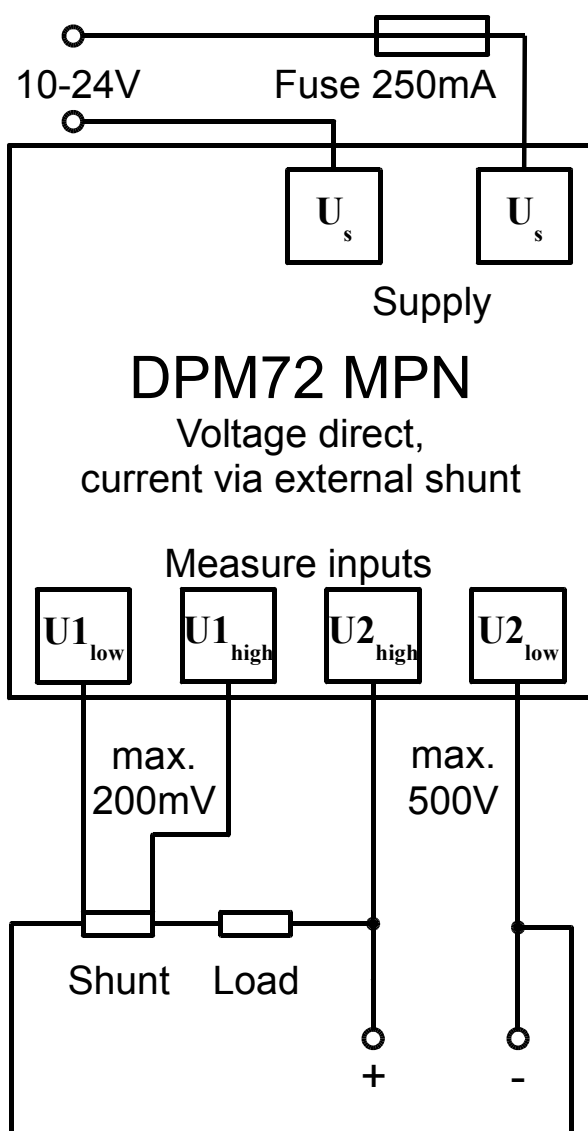 10-24V
Fuse 250mA
Us
Us
Supply
DPM72 MPN
Voltage direct,
current via external shunt
Measure inputs
U1low
U1high
U2high
U2low
max.
200mV
max.
500V
Shunt
Load
+
-